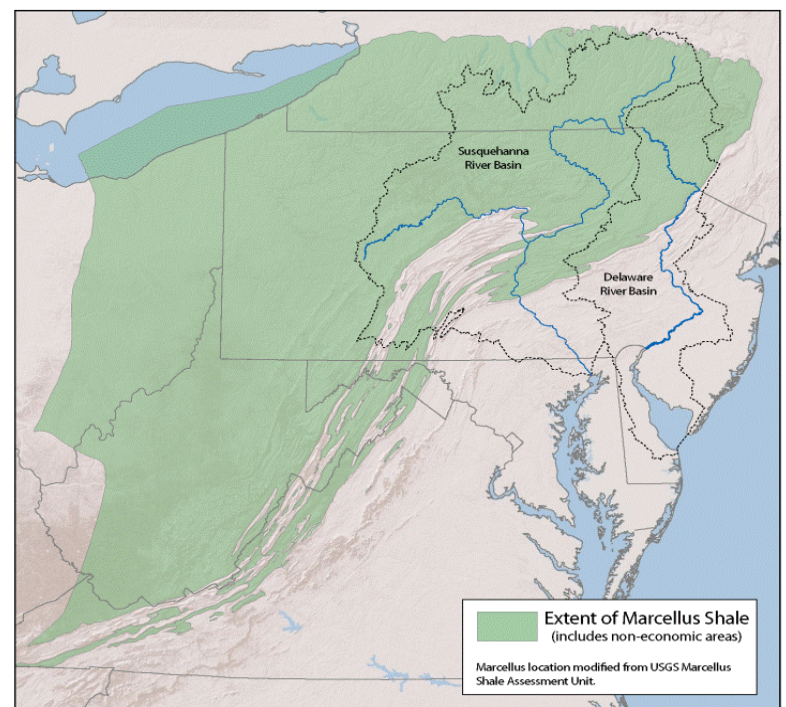 Susquehanna
River Basin
Delaware
River Basin
Extent of Marcellus Shale
(includes non-economic areas)
Marcellus location modified from USGS Marcellus
Shale Assessment Unit.